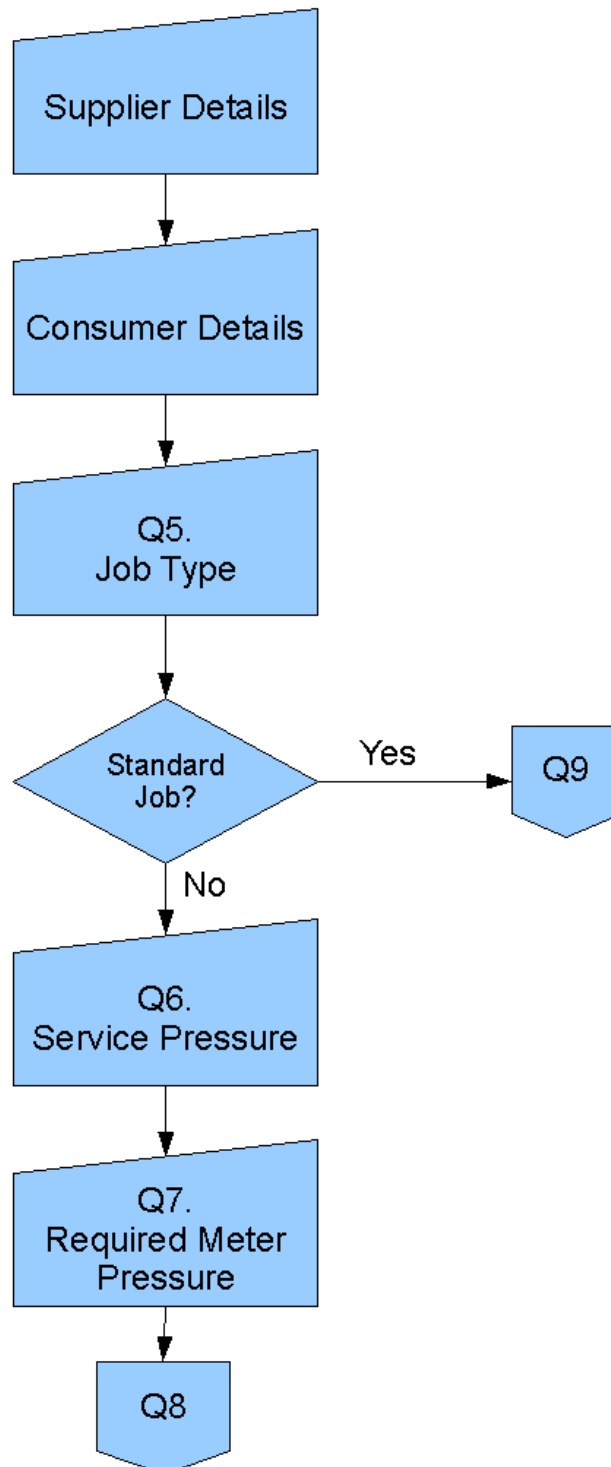 Supplier Details
Consumer Details
Q5.
Job Type
Standard
Job?
Yes
Q9
No
Q6.
Service Pressure
Q7.
Required Meter
Pressure
Q8